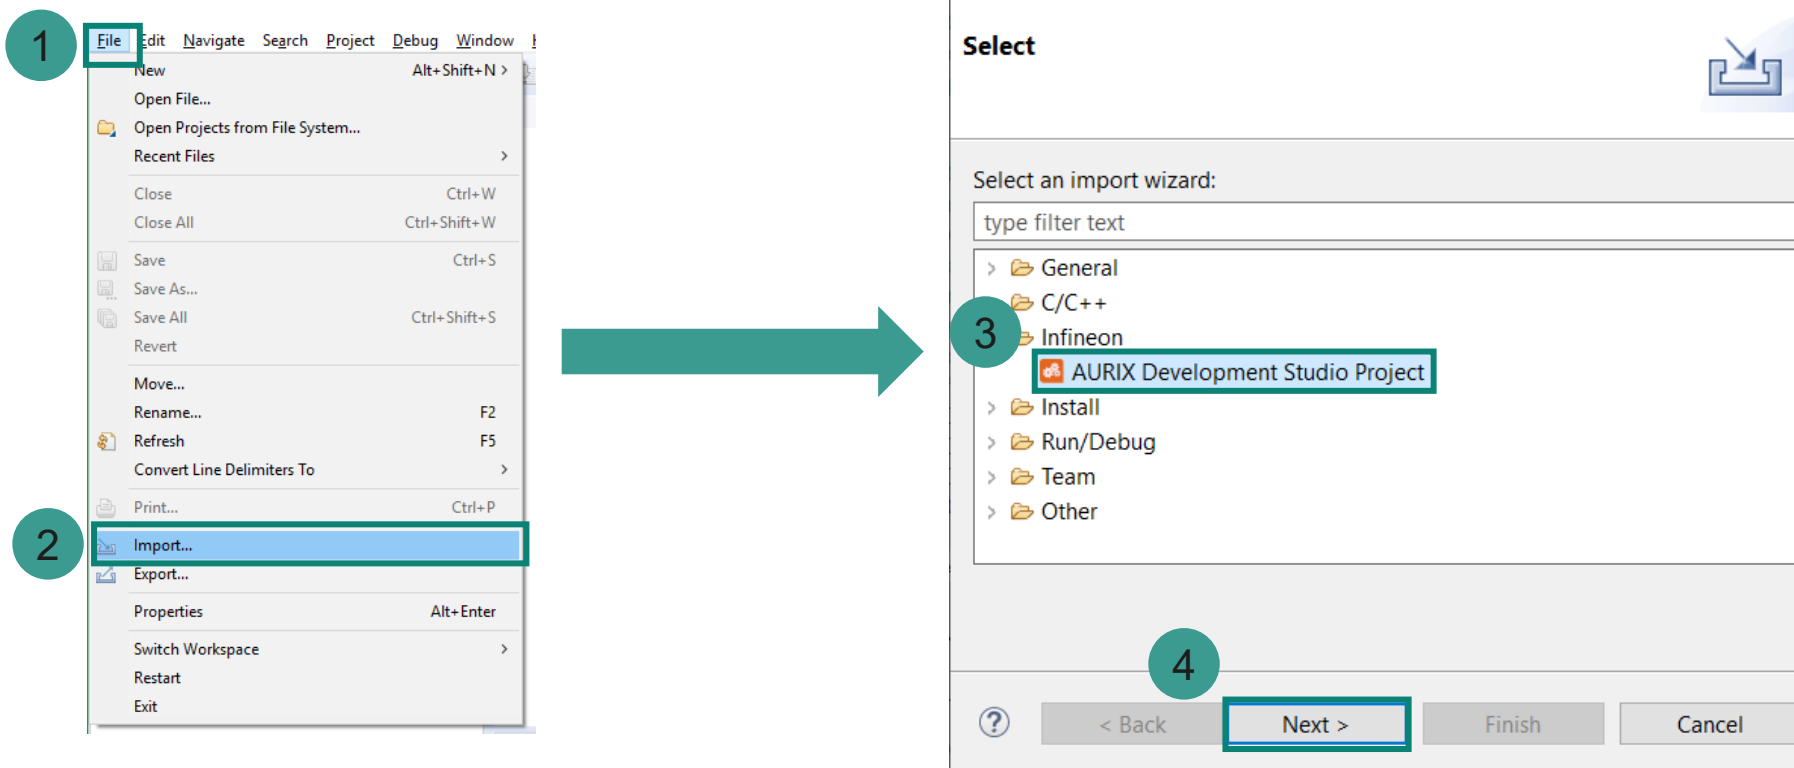 1
File Edit Navigate Search Project Debug Window
New Alt+Shift+N >
Open File...
Open Projects from File System...
Recent Files >
Close Ctrl+W
Close All Ctrl+Shift+W
Save Ctrl+S
Save As...
Save All Ctrl+Shift+S
Revert
Move...
Rename... F2
Refresh F5
Convert Line Delimiters To >
Print... Ctrl+P
2
Import...
Export...
Properties Alt+Enter
Switch Workspace >
Restart
Exit
Select
Select an import wizard:
type filter text
> General
C/C++
3
Infineon
AURIX Development Studio Project
> Install
> Run/Debug
> Team
> Other
4
? < Back Next > Finish Cancel